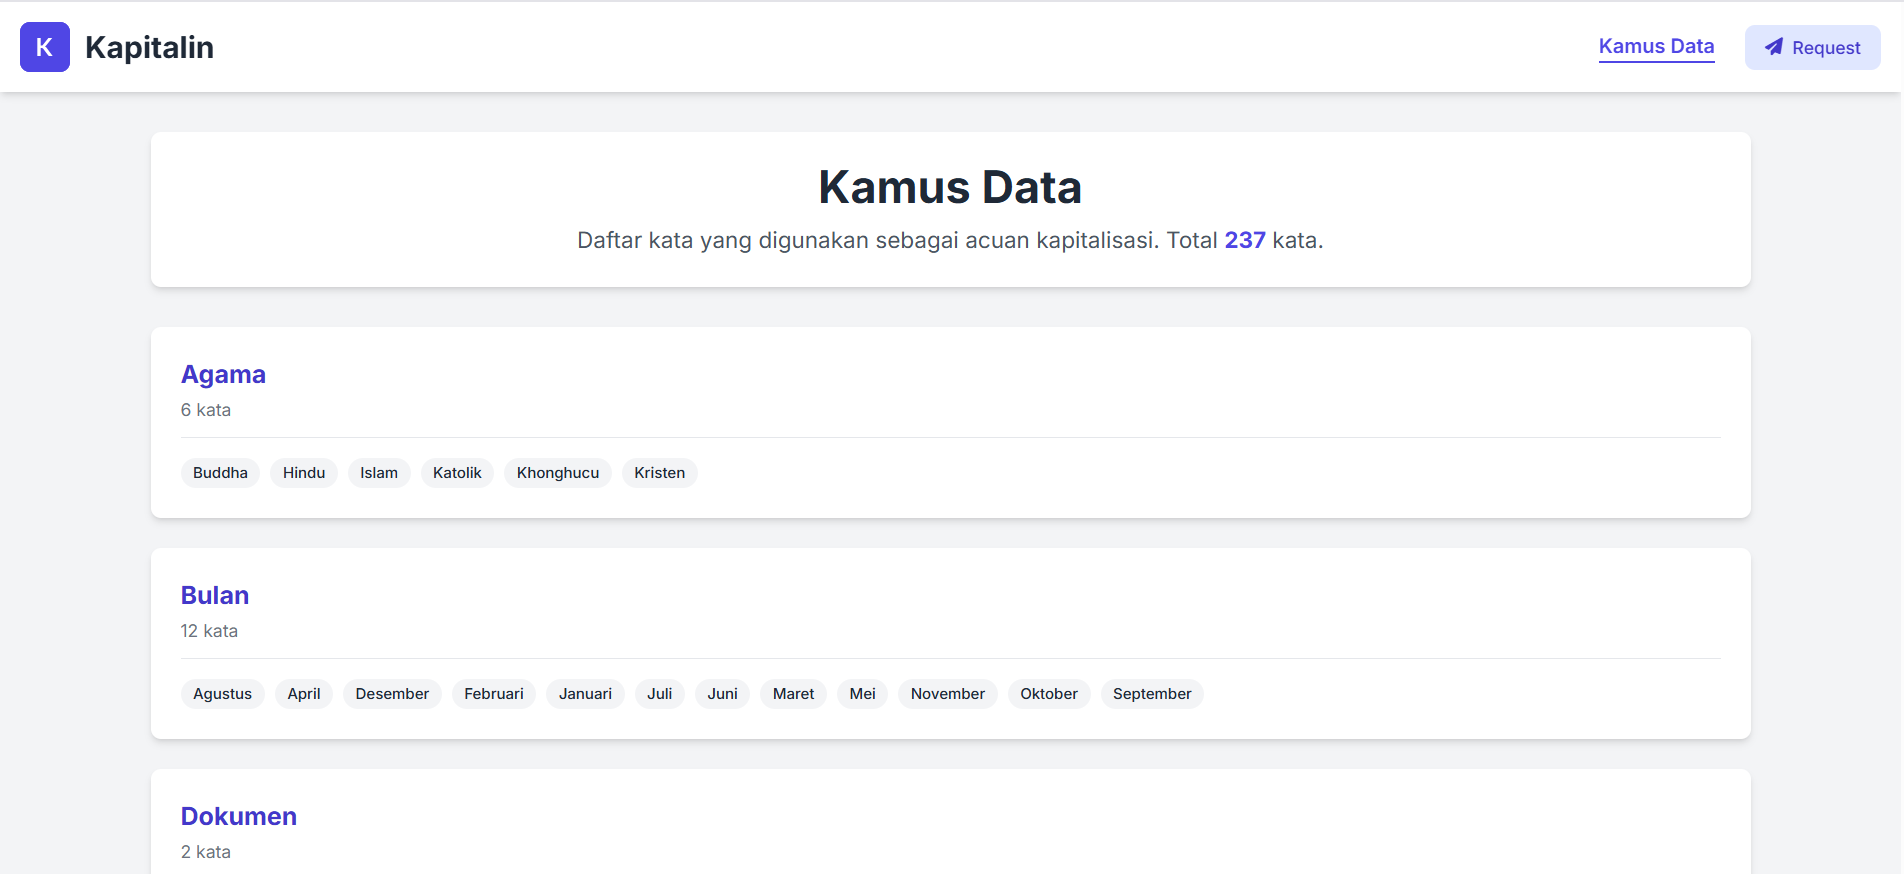 K Kapitalin Kamus Data Request
Kamus Data
Daftar kata yang digunakan sebagai acuan kapitalisasi. Total 237 kata.
Agama
6 kata
Buddha Hindu Islam Katolik Khonghucu Kristen
Bulan
12 kata
Agustus April Desember Februari Januari Juli Juni Maret Mei November Oktober September
Dokumen
2 kata